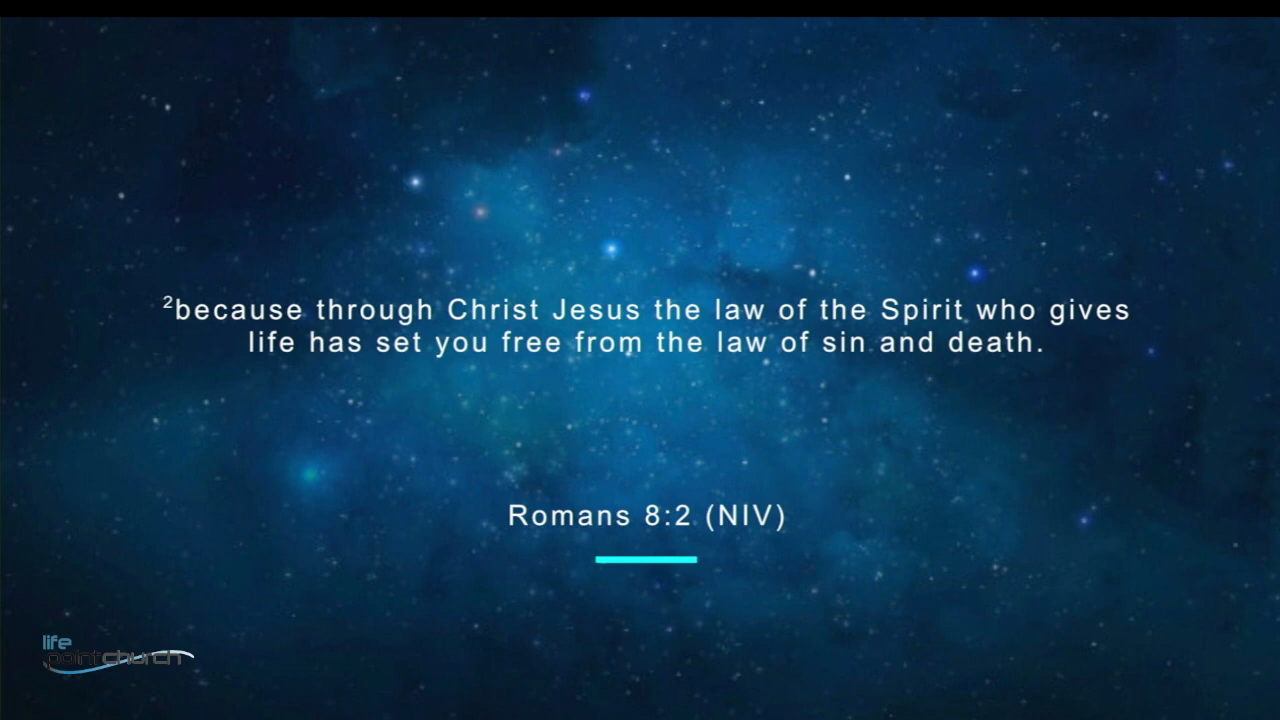 ²because through Christ Jesus the law of the Spirit who gives
life has set you free from the law of sin and death.
Romans 8:2 (NIV)
life
pointchurch